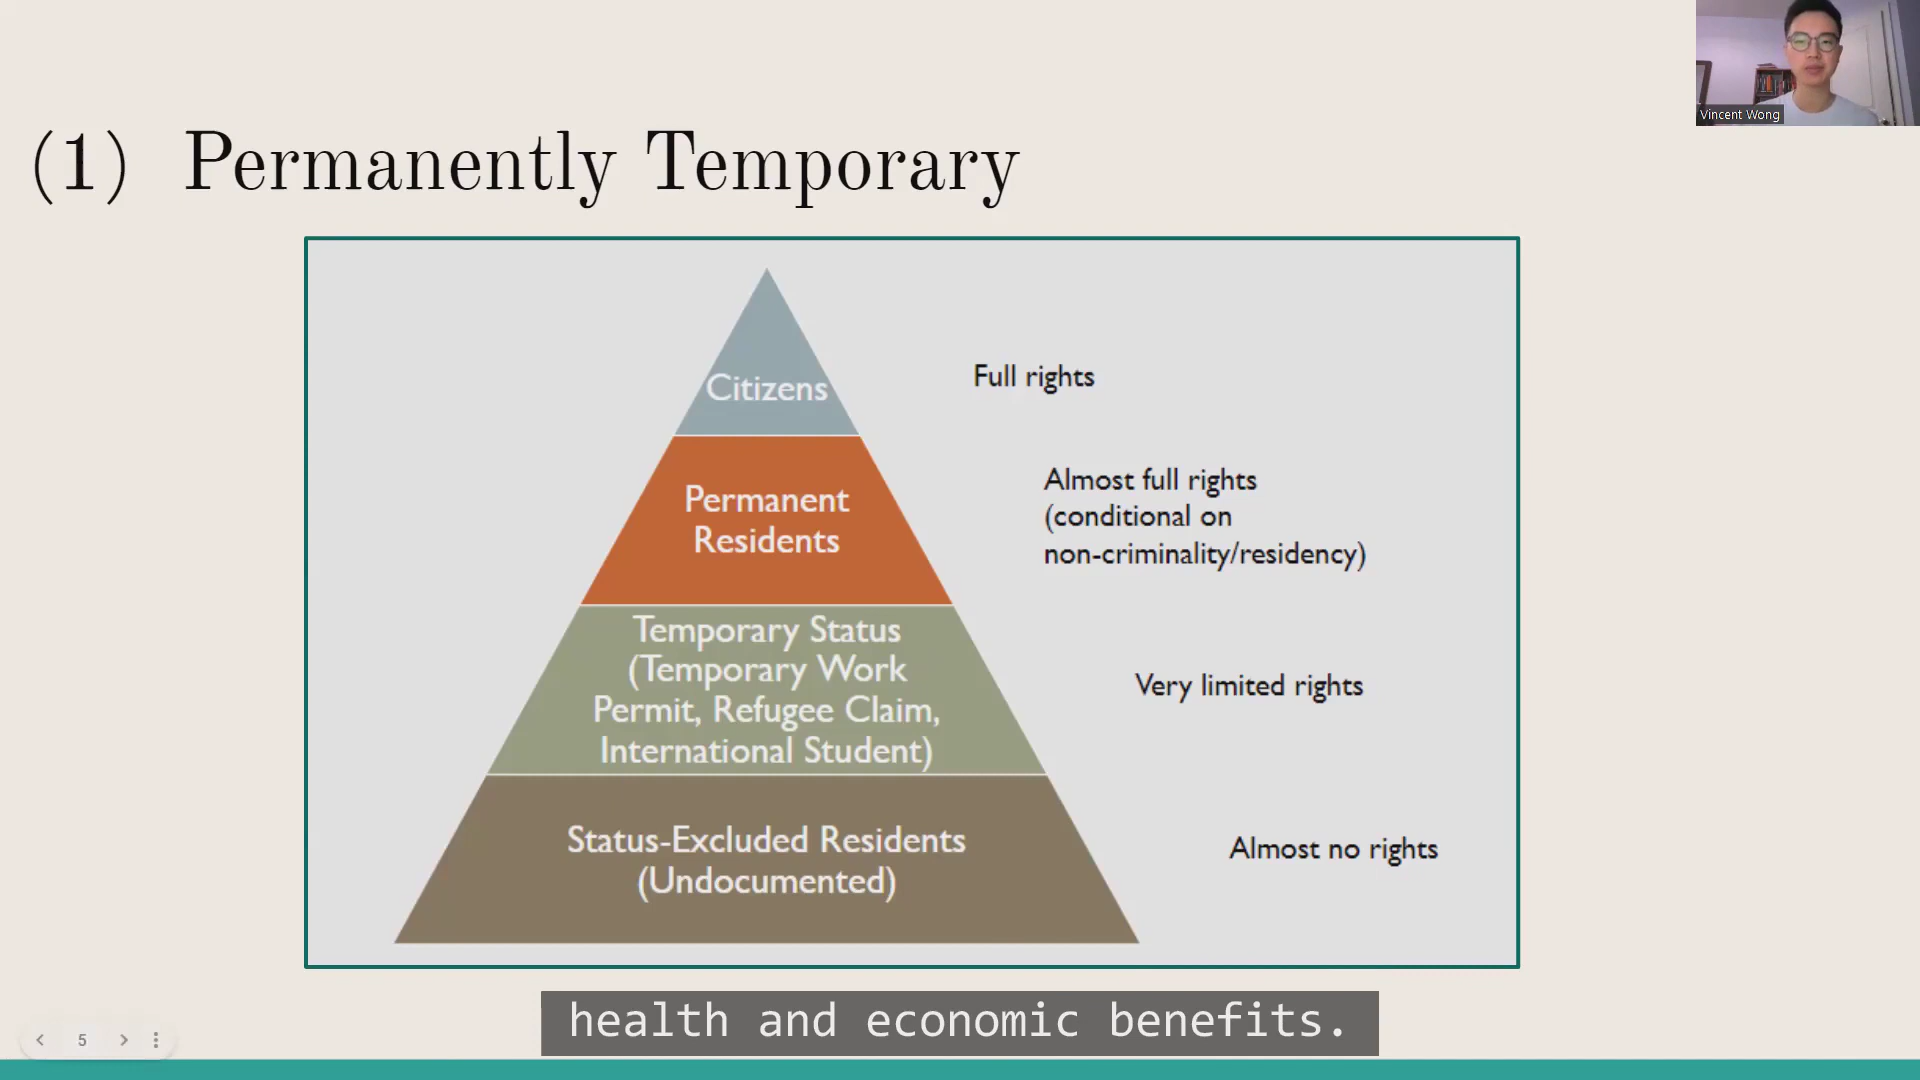 Vincent Wong
(1) Permanently Temporary
Citizens
Full rights
Permanent
Residents
Almost full rights
(conditional on
non-criminality/residency)
Temporary Status
(Temporary Work
Permit, Refugee Claim,
International Student)
Very limited rights
Status-Excluded Residents
(Undocumented)
Almost no rights
health and economic benefits.
5